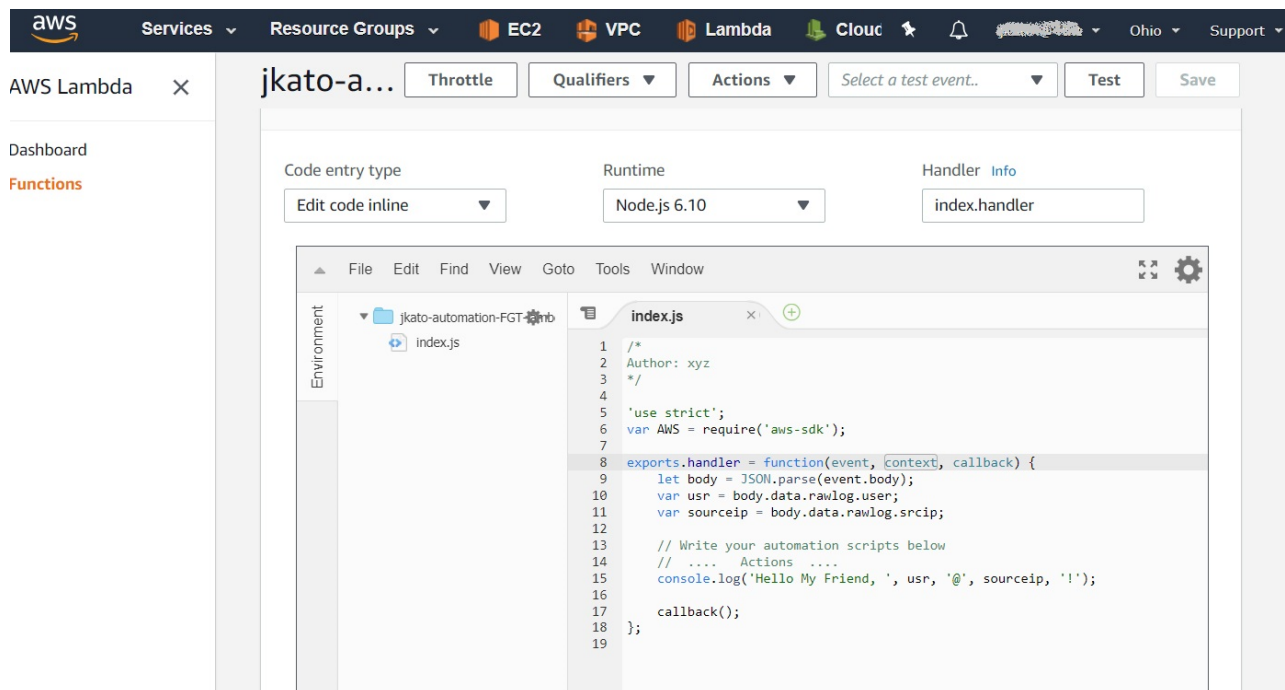 aws Services Resource Groups EC2 VPC Lambda Clouc Ohio Support
AWS Lambda
Dashboard
Functions
jkato-a... Throttle Qualifiers Actions Select a test event.. Test Save
Code entry type Runtime Handler Info
Edit code inline Node.js 6.10 index.handler
File Edit Find View Goto Tools Window
Environment
jkato-automation-FGT-
index.js
index.js
1 /*
2 Author: xyz
3 */
4
5 'use strict';
6 var AWS = require('aws-sdk');
7
8 exports.handler = function(event, context, callback) {
9 let body = JSON.parse(event.body);
10 var usr = body.data.rawlog.user;
11 var sourceip = body.data.rawlog.srcip;
12
13 // Write your automation scripts below
14 // .... Actions ....
15 console.log('Hello My Friend, ', usr, '@', sourceip, '!');
16
17 callback();
18 };
19